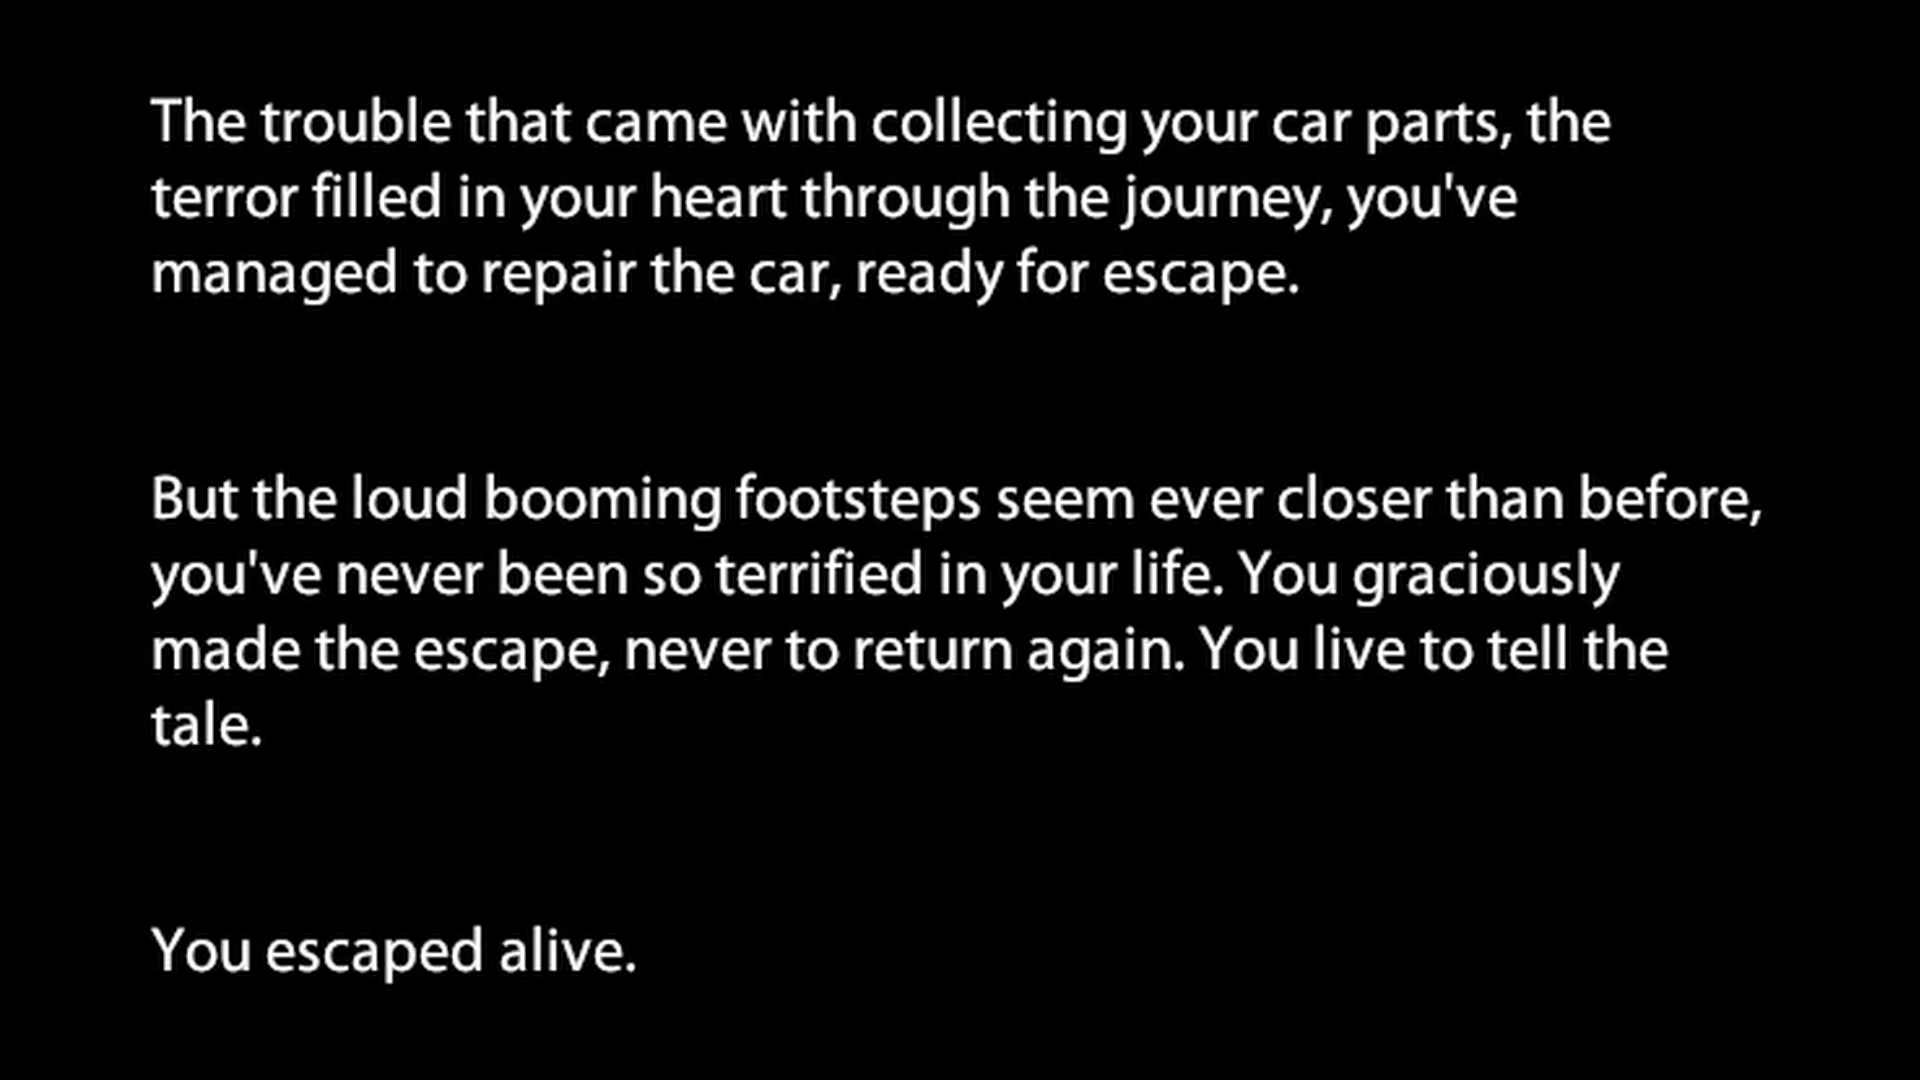 The trouble that came with collecting your car parts, the
terror filled in your heart through the journey, you've
managed to repair the car, ready for escape.
But the loud booming footsteps seem ever closer than before,
you've never been so terrified in your life. You graciously
made the escape, never to return again. You live to tell the
tale.
You escaped alive.